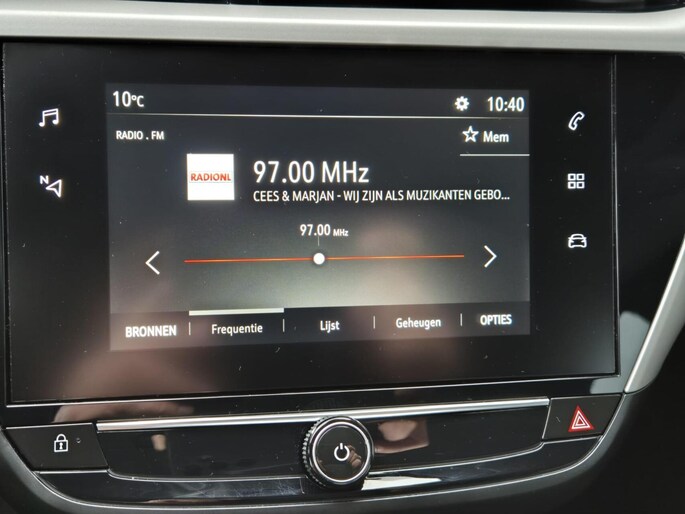 10°C
10:40
RADIO . FM
Mem
RADIONL
97.00 MHz
CEES & MARJAN - WIJ ZIJN ALS MUZIKANTEN GEBO...
97.00 MHz
N
BRONNEN
Frequentie
Lijst
Geheugen
OPTIES